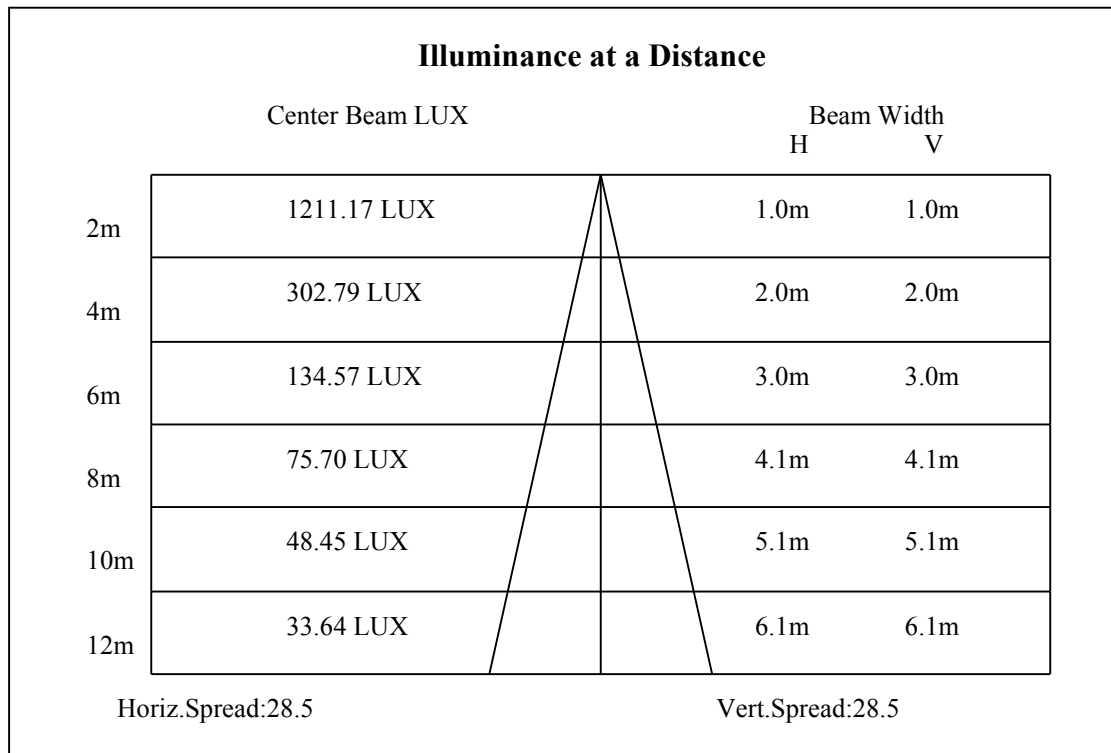 Illuminance at a Distance
Center Beam LUX Beam Width
H V
2m 1211.17 LUX 1.0m 1.0m
4m 302.79 LUX 2.0m 2.0m
6m 134.57 LUX 3.0m 3.0m
8m 75.70 LUX 4.1m 4.1m
10m 48.45 LUX 5.1m 5.1m
12m 33.64 LUX 6.1m 6.1m
Horiz.Spread:28.5 Vert.Spread:28.5